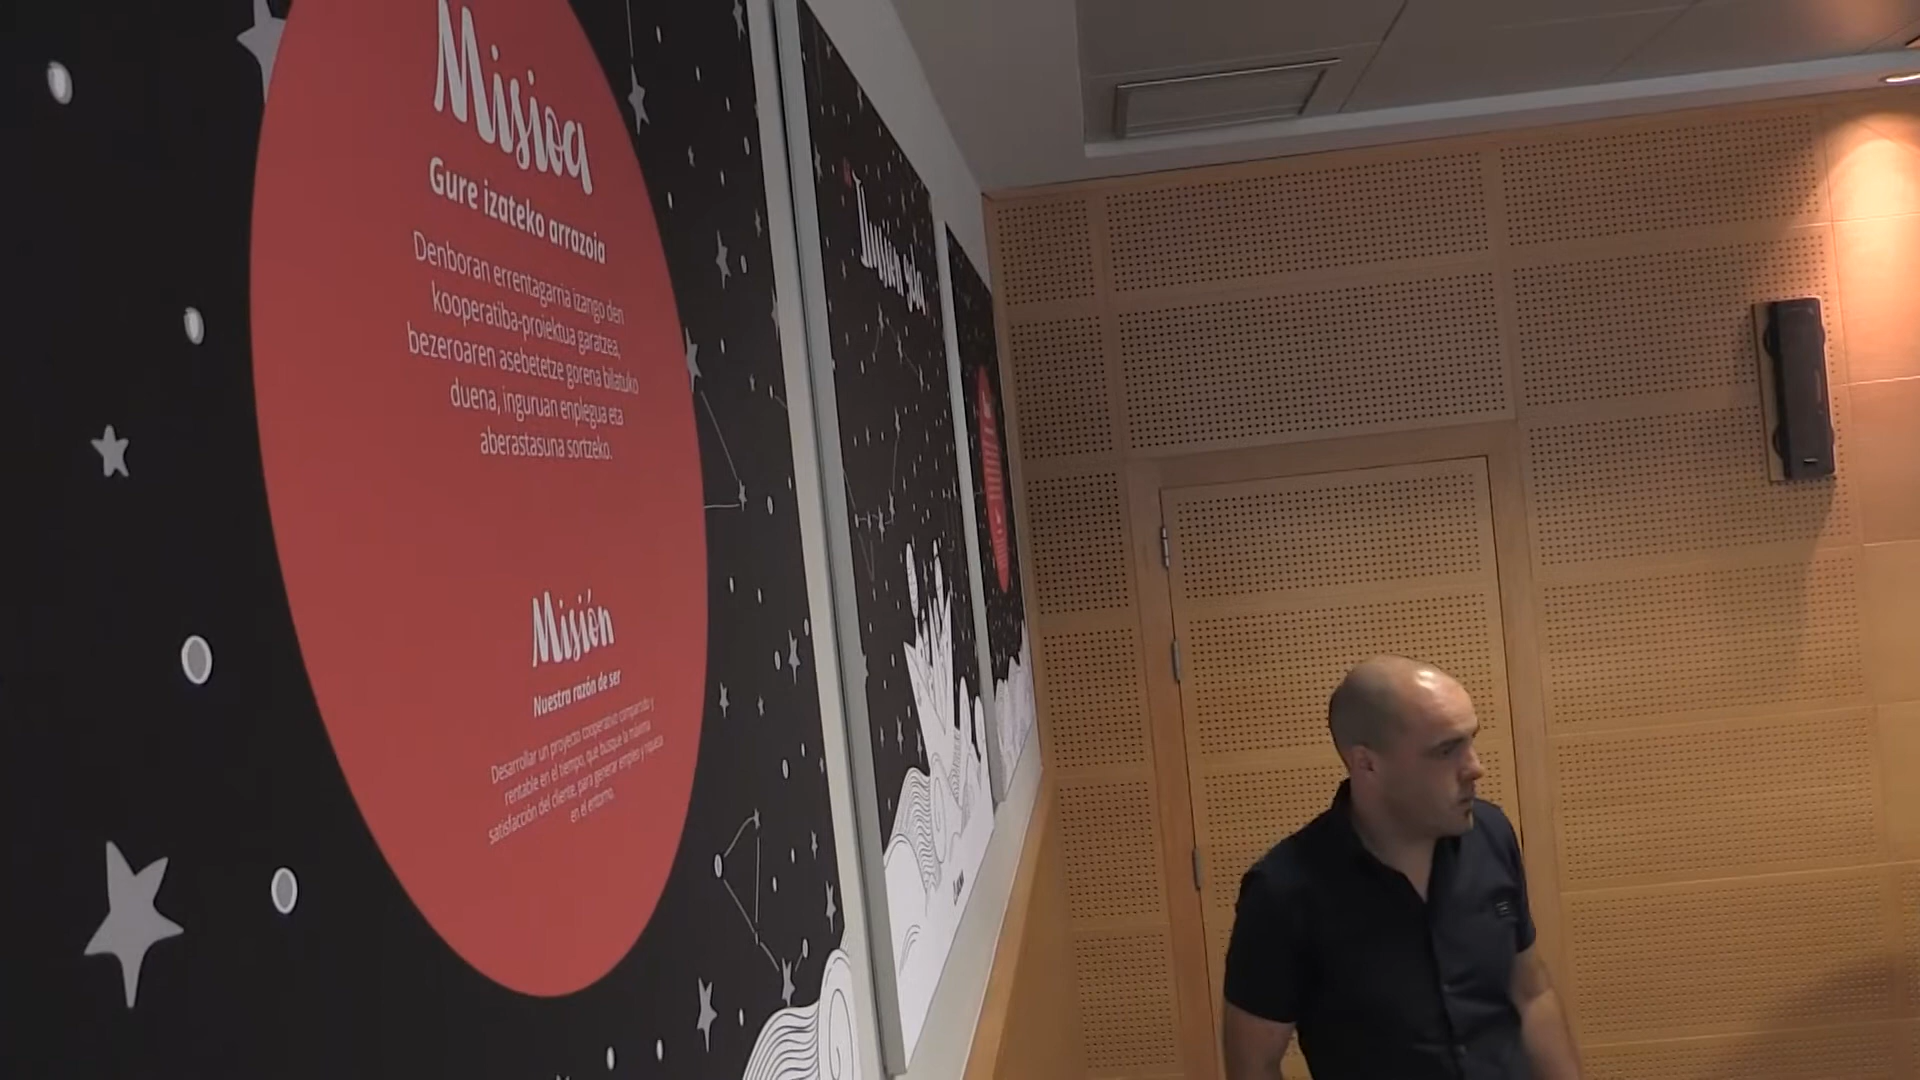 Misioa
Gure izateko arrazoia
Denboran errentagarria izango den
kooperatiba-proiektua garatzea,
bezeroaren asebetetze gorena bilatuko
duena, inguruan enplegua eta
aberastasuna sortzeko.
Misión
Nuestra razón de ser
Desarrollar un proyecto cooperativo compartido y
rentable en el tiempo, que busque la máxima
satisfacción del cliente, para generar empleo y riqueza
en el entorno.